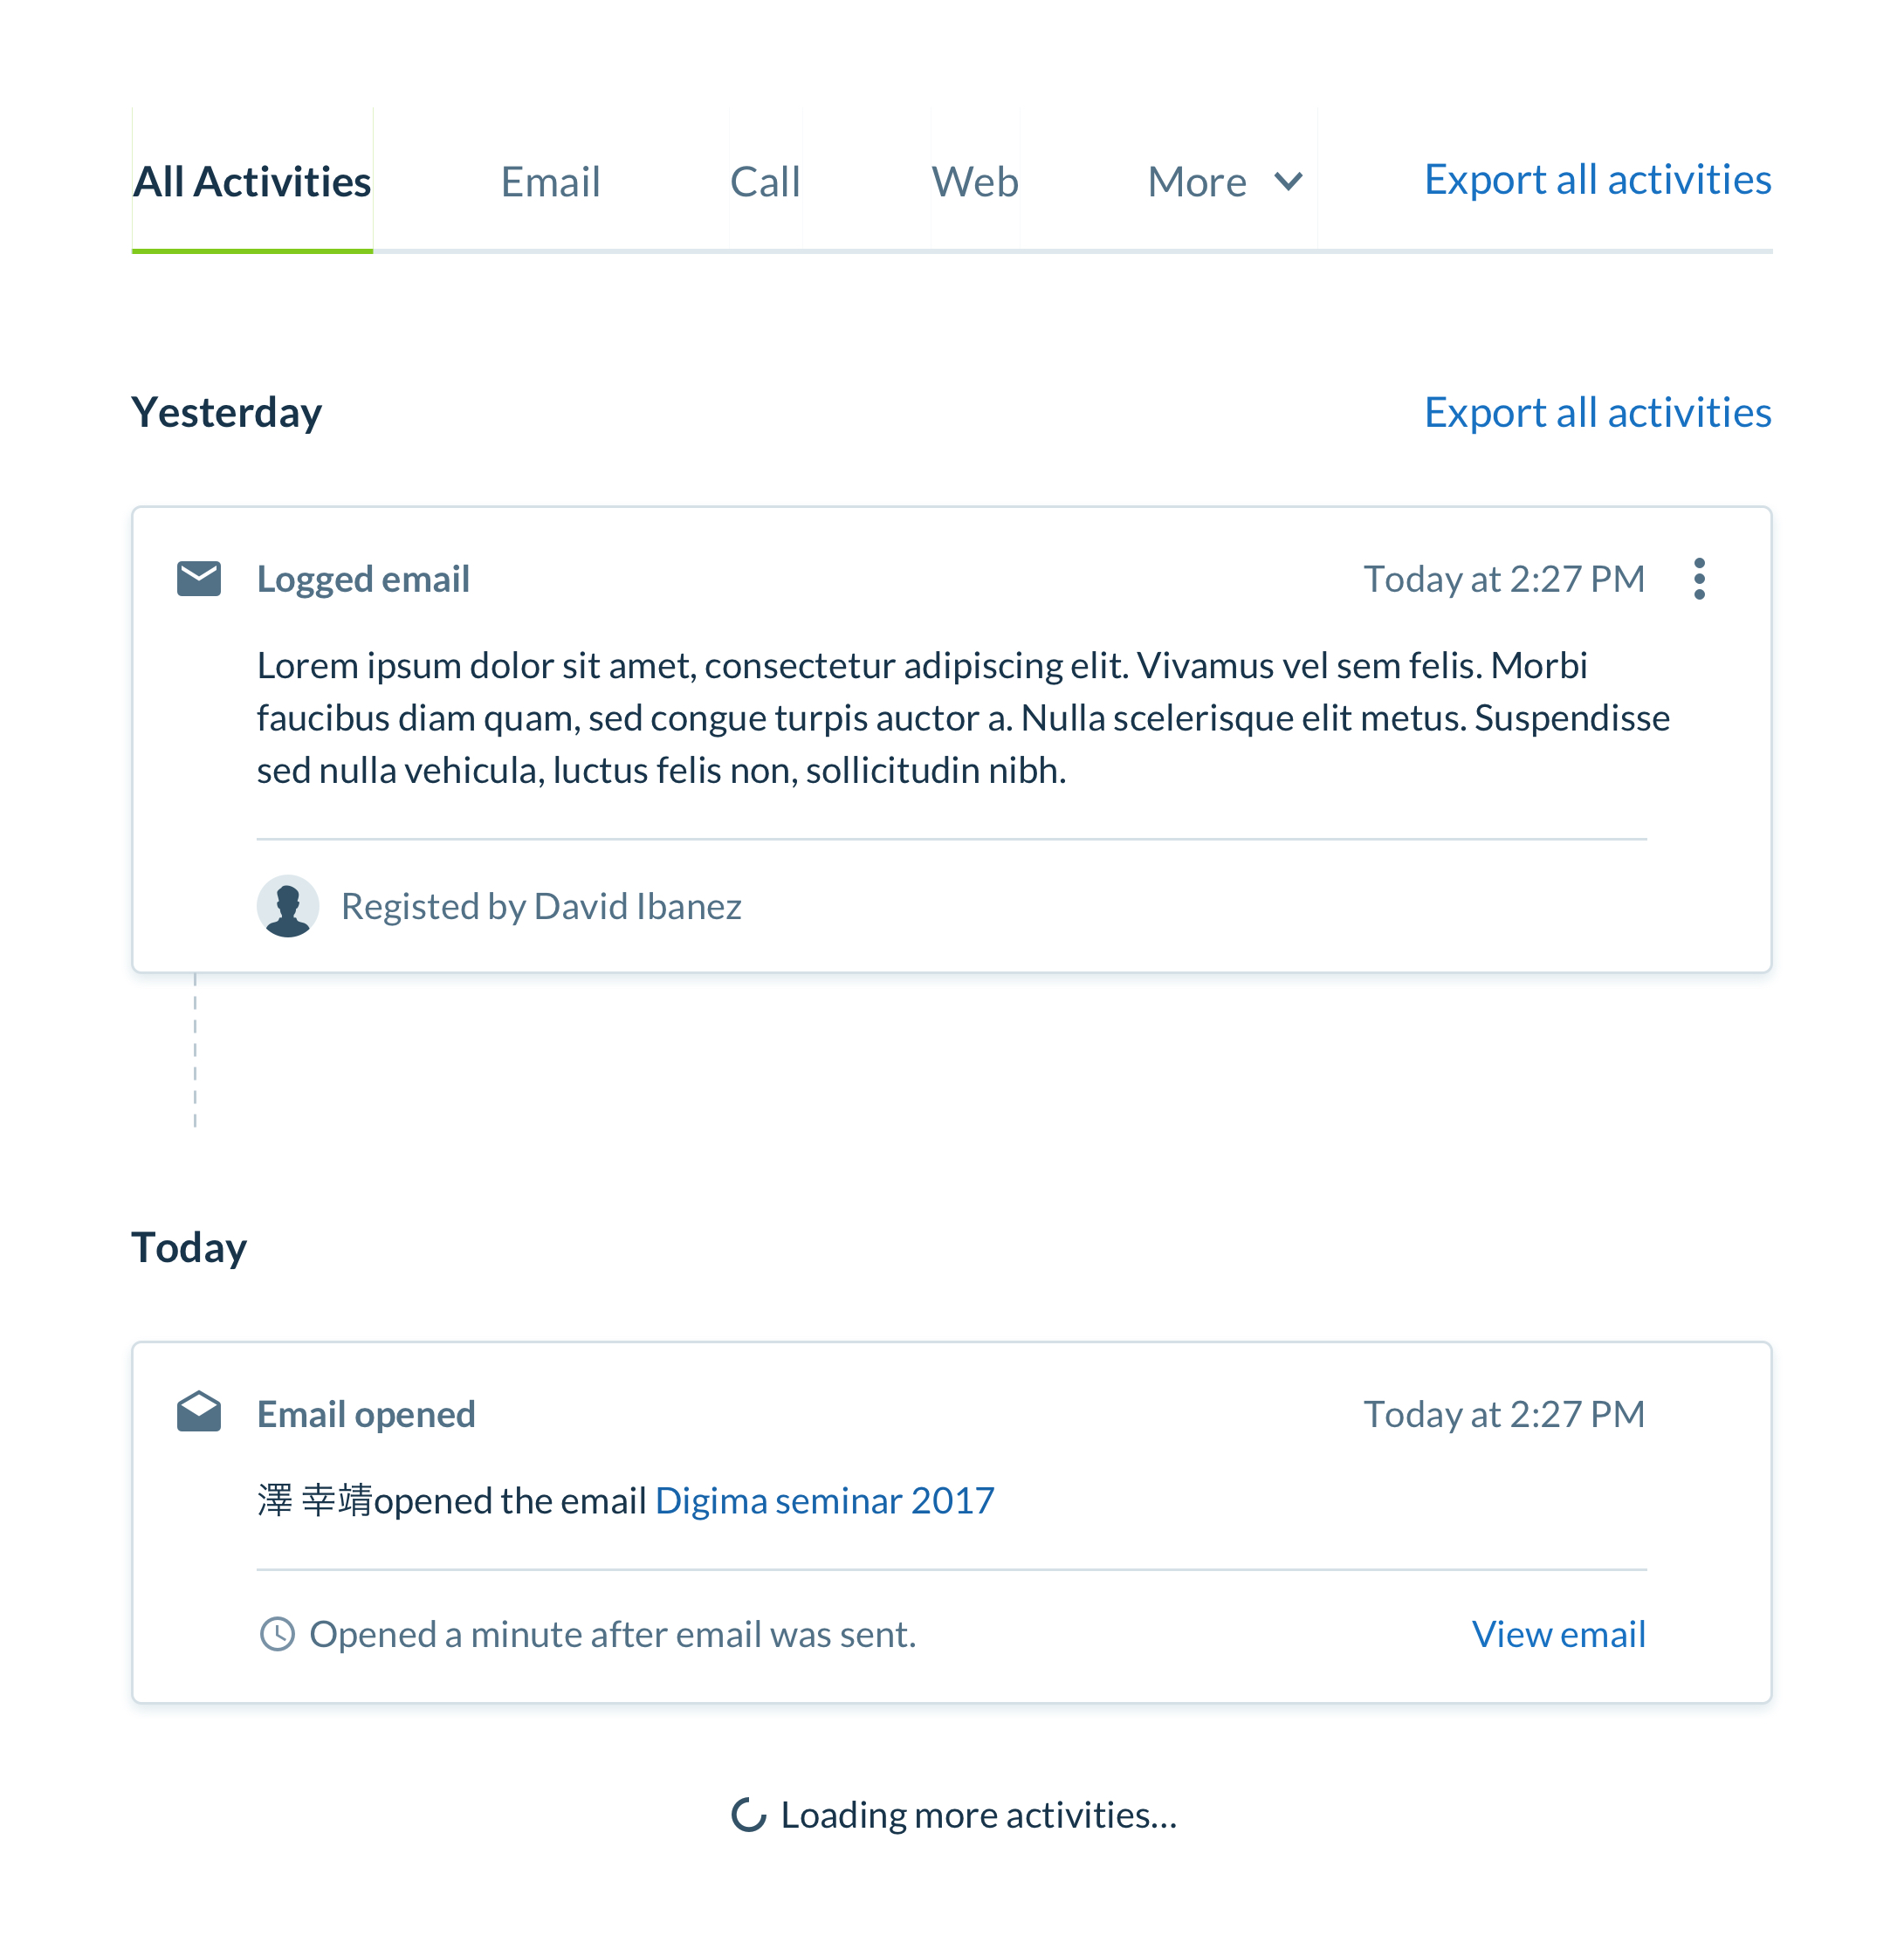 All Activities Email Call Web More Export all activities
Yesterday Export all activities
Logged email Today at 2:27 PM
Lorem ipsum dolor sit amet, consectetur adipiscing elit. Vivamus vel sem felis. Morbi
faucibus diam quam, sed congue turpis auctor a. Nulla scelerisque elit metus. Suspendisse
sed nulla vehicula, luctus felis non, sollicitudin nibh.
Registed by David Ibanez
Today
Email opened Today at 2:27 PM
澤 幸靖opened the email Digima seminar 2017
Opened a minute after email was sent. View email
Loading more activities...